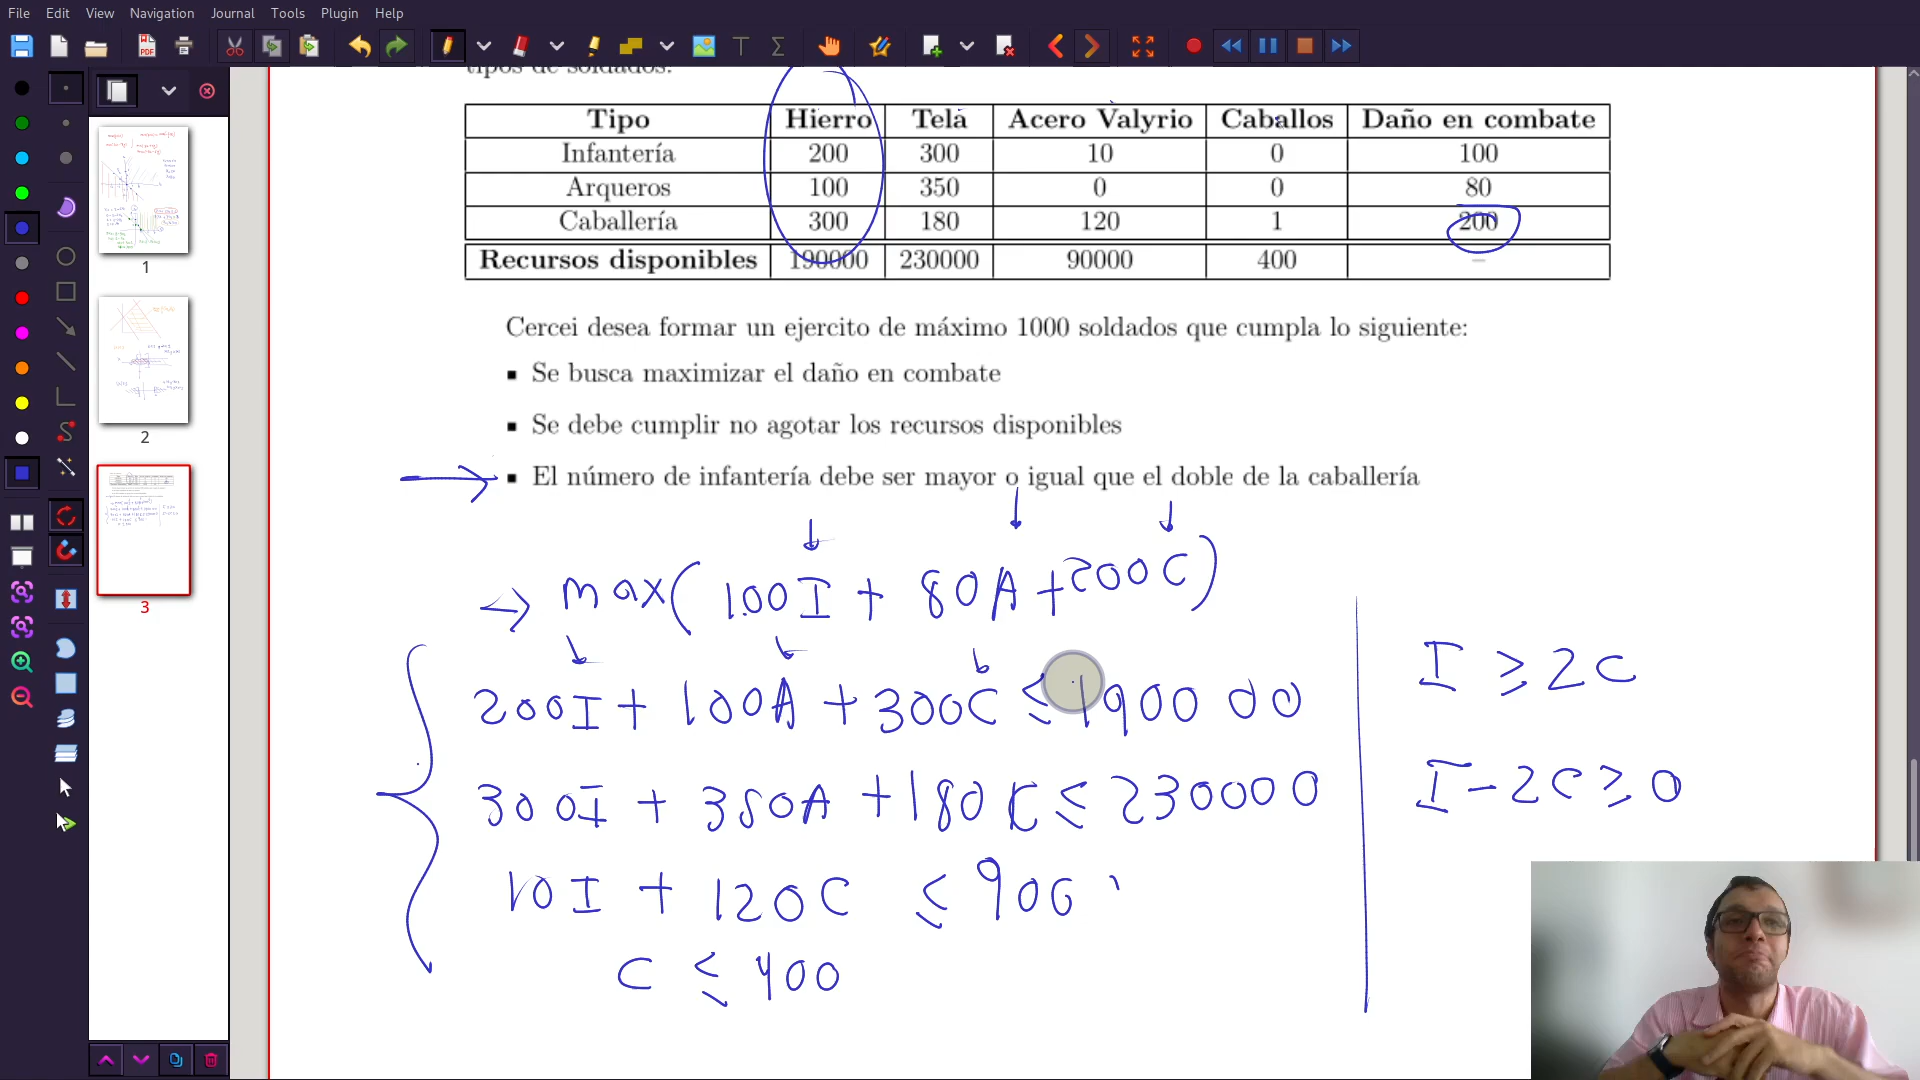 File Edit View Navigation Journal Tools Plugin Help
tipos de soldados:
Tipo Hierro Tela Acero Valyrio Caballos Daño en combate
Infantería 200 300 10 0 100
Arqueros 100 350 0 0 80
Caballería 300 180 120 1 200
Recursos disponibles 190000 230000 90000 400 –
Cercei desea formar un ejercito de máximo 1000 soldados que cumpla lo siguiente:
Se busca maximizar el daño en combate
Se debe cumplir no agotar los recursos disponibles
El número de infantería debe ser mayor o igual que el doble de la caballería
max(100I + 80A + 200C)
200I + 100A + 300C ≤ 190000
300I + 350A + 180C ≤ 230000
10I + 120C ≤ 900
C ≤ 400
I ≥ 2C
I - 2C ≥ 0
1
2
3